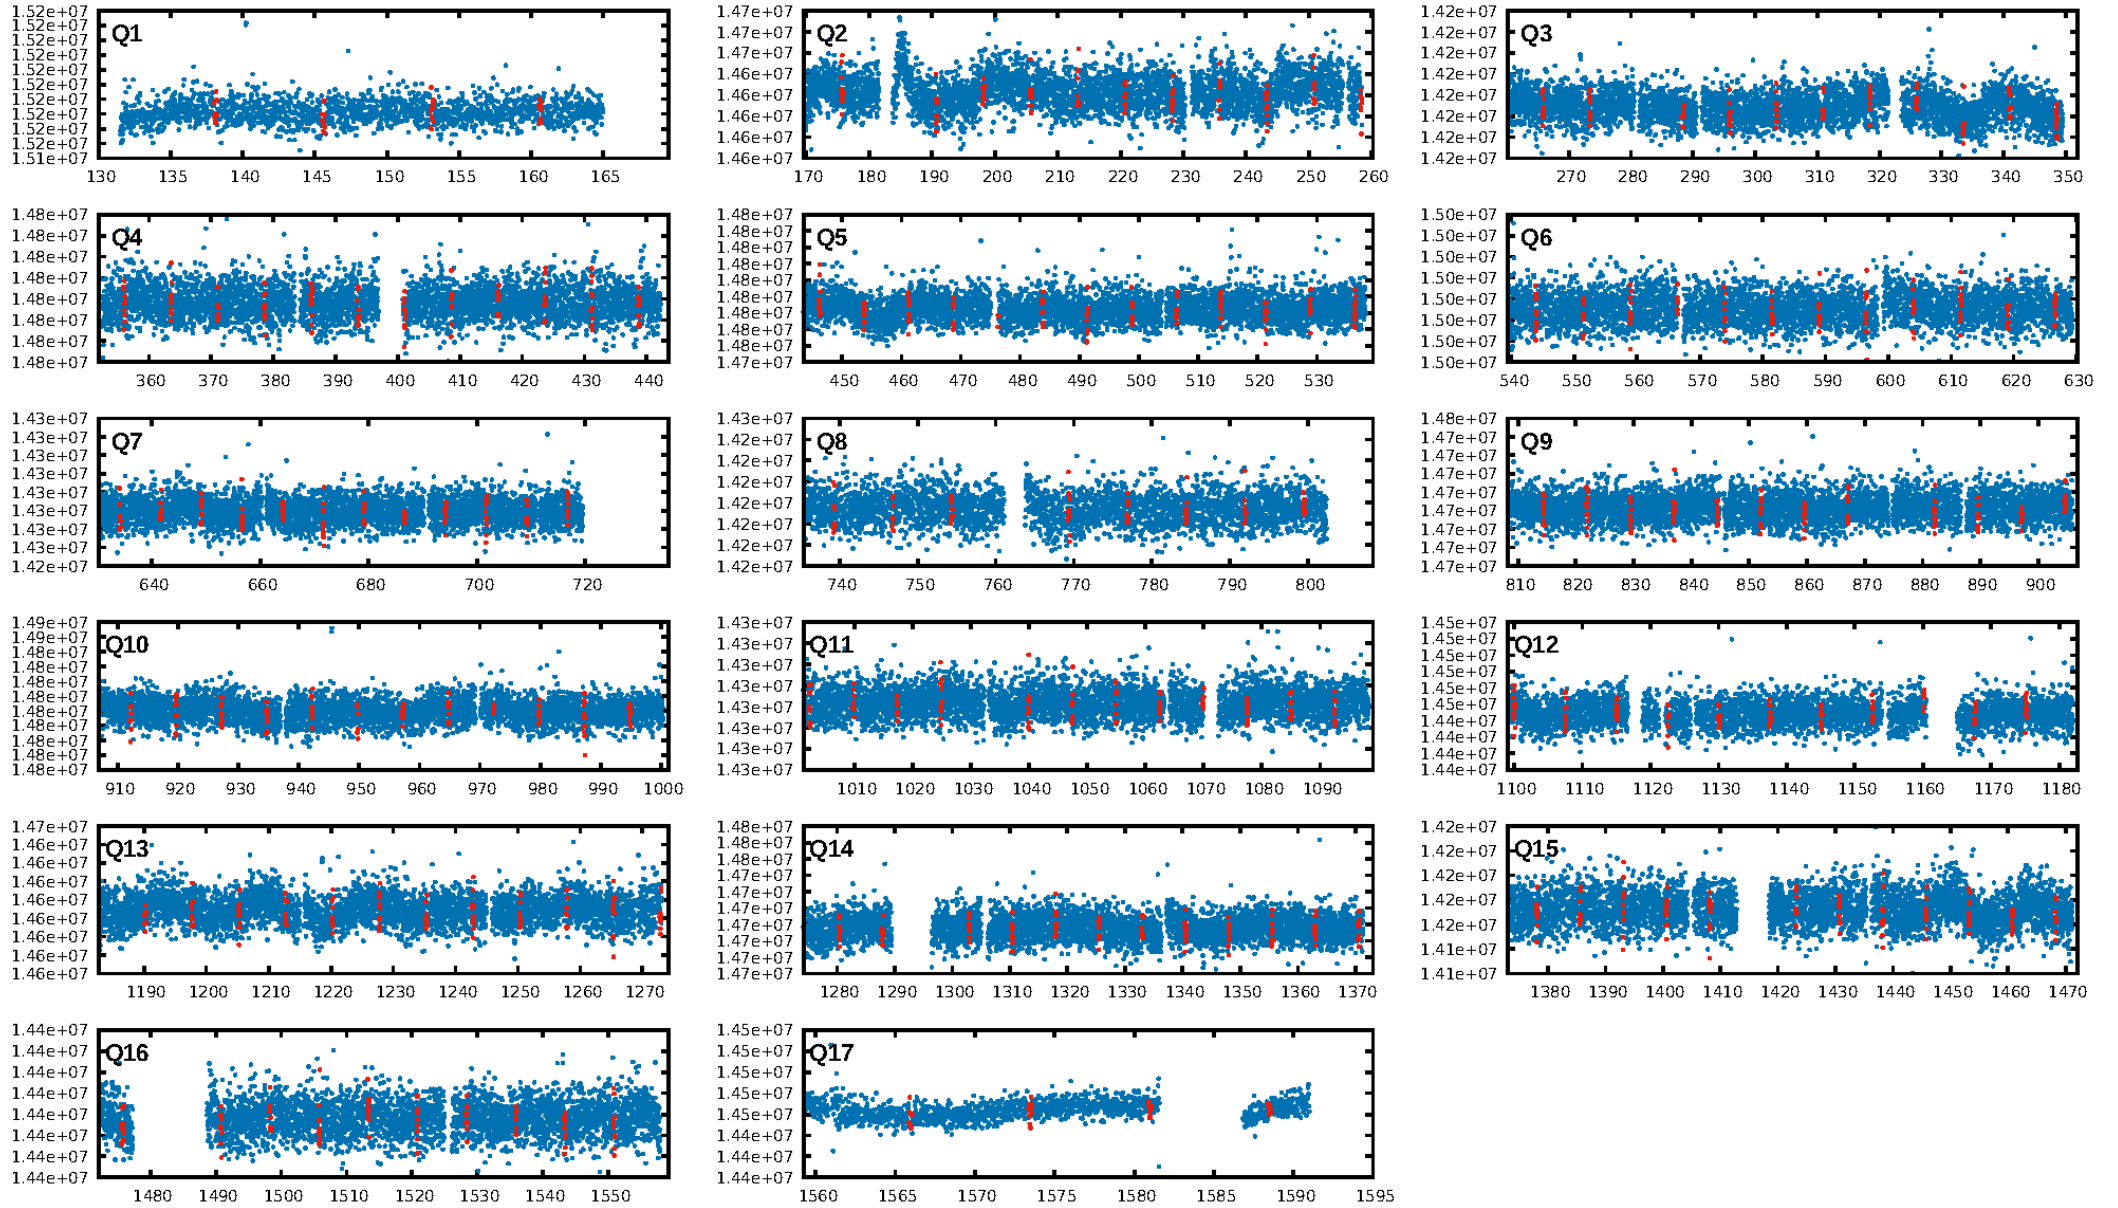 1.52e+07
1.52e+07
1.52e+07
1.52e+07
1.52e+07
1.52e+07
1.52e+07
1.52e+07
1.52e+07
1.52e+07
1.51e+07
Q1
130 135 140 145 150 155 160 165
1.47e+07
1.47e+07
1.47e+07
1.46e+07
1.46e+07
1.46e+07
1.46e+07
1.46e+07
Q2
170 180 190 200 210 220 230 240 250 260
1.42e+07
1.42e+07
1.42e+07
1.42e+07
1.42e+07
1.42e+07
1.42e+07
1.42e+07
Q3
270 280 290 300 310 320 330 340 350
1.48e+07
1.48e+07
1.48e+07
1.48e+07
1.48e+07
1.48e+07
1.48e+07
1.48e+07
Q4
360 370 380 390 400 410 420 430 440
1.48e+07
1.48e+07
1.48e+07
1.48e+07
1.48e+07
1.48e+07
1.48e+07
1.48e+07
1.48e+07
1.47e+07
Q5
450 460 470 480 490 500 510 520 530
1.50e+07
1.50e+07
1.50e+07
1.50e+07
1.50e+07
1.50e+07
1.50e+07
1.50e+07
Q6
540 550 560 570 580 590 600 610 620 630
1.43e+07
1.43e+07
1.43e+07
1.43e+07
1.43e+07
1.43e+07
1.43e+07
1.43e+07
1.42e+07
Q7
640 660 680 700 720
1.43e+07
1.42e+07
1.42e+07
1.42e+07
1.42e+07
1.42e+07
1.42e+07
1.42e+07
Q8
740 750 760 770 780 790 800
1.48e+07
1.47e+07
1.47e+07
1.47e+07
1.47e+07
1.47e+07
1.47e+07
1.47e+07
1.47e+07
Q9
810 820 830 840 850 860 870 880 890 900
1.49e+07
1.49e+07
1.48e+07
1.48e+07
1.48e+07
1.48e+07
1.48e+07
1.48e+07
1.48e+07
1.48e+07
1.48e+07
Q10
910 920 930 940 950 960 970 980 990 1000
1.43e+07
1.43e+07
1.43e+07
1.43e+07
1.43e+07
1.43e+07
1.43e+07
1.43e+07
Q11
1010 1020 1030 1040 1050 1060 1070 1080 1090
1.45e+07
1.45e+07
1.45e+07
1.45e+07
1.45e+07
1.45e+07
1.44e+07
1.44e+07
1.44e+07
1.44e+07
Q12
1100 1110 1120 1130 1140 1150 1160 1170 1180
1.47e+07
1.46e+07
1.46e+07
1.46e+07
1.46e+07
1.46e+07
1.46e+07
1.46e+07
1.46e+07
Q13
1190 1200 1210 1220 1230 1240 1250 1260 1270
1.48e+07
1.48e+07
1.48e+07
1.47e+07
1.47e+07
1.47e+07
1.47e+07
1.47e+07
1.47e+07
1.47e+07
Q14
1280 1290 1300 1310 1320 1330 1340 1350 1360 1370
1.42e+07
1.42e+07
1.42e+07
1.42e+07
1.42e+07
1.41e+07
1.41e+07
Q15
1380 1390 1400 1410 1420 1430 1440 1450 1460 1470
1.44e+07
1.44e+07
1.44e+07
1.44e+07
1.44e+07
1.44e+07
1.44e+07
1.44e+07
Q16
1480 1490 1500 1510 1520 1530 1540 1550
1.45e+07
1.45e+07
1.45e+07
1.45e+07
1.45e+07
1.44e+07
1.44e+07
1.44e+07
Q17
1560 1565 1570 1575 1580 1585 1590 1595